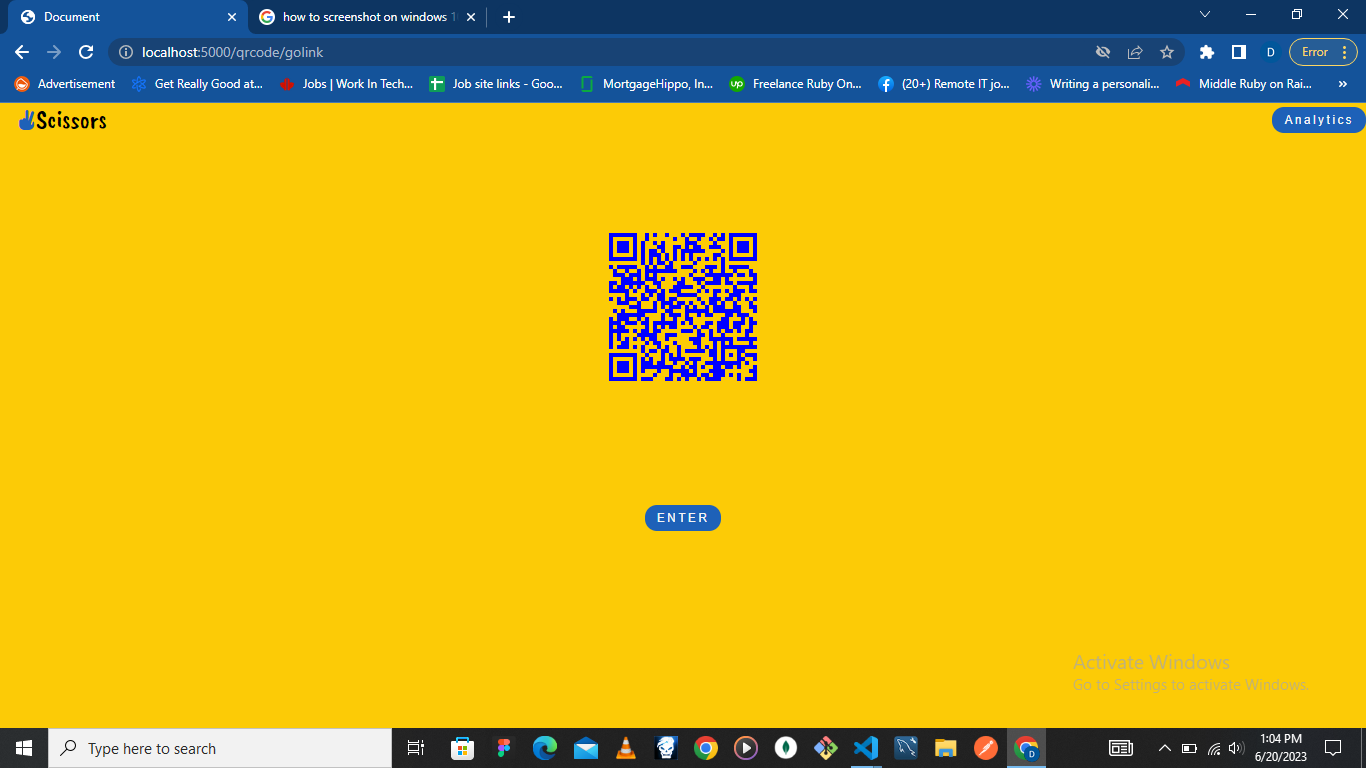 Document
how to screenshot on windows 1
localhost:5000/qrcode/golink
D
Error
Advertisement
Get Really Good at...
Jobs | Work In Tech...
Job site links - Goo...
MortgageHippo, In...
Freelance Ruby On...
(20+) Remote IT jo...
Writing a personali...
Middle Ruby on Rai...
»
Scissors
Analytics
ENTER
Activate Windows
Go to Settings to activate Windows.
Type here to search
D
1:04 PM
6/20/2023